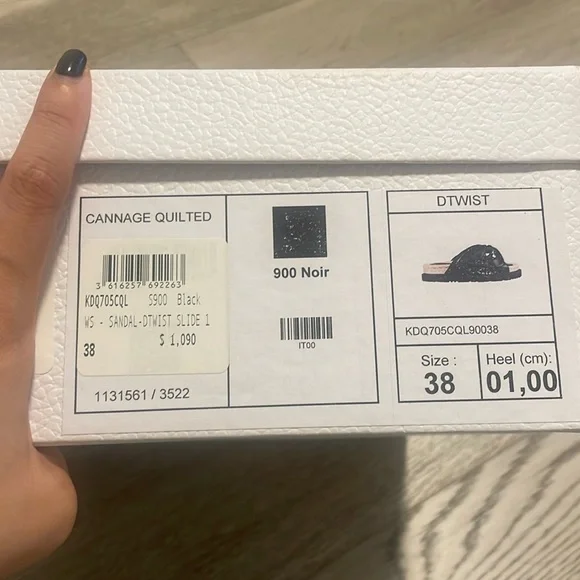 CANNAGE QUILTED
3 616257 692263
KDQ705CQL S900 Black
WS - SANDAL-DTWIST SLIDE 1
$ 1,090
38
1131561 / 3522
900 Noir
IT00
DTWIST
KDQ705CQL90038
Size : Heel (cm):
38 01,00